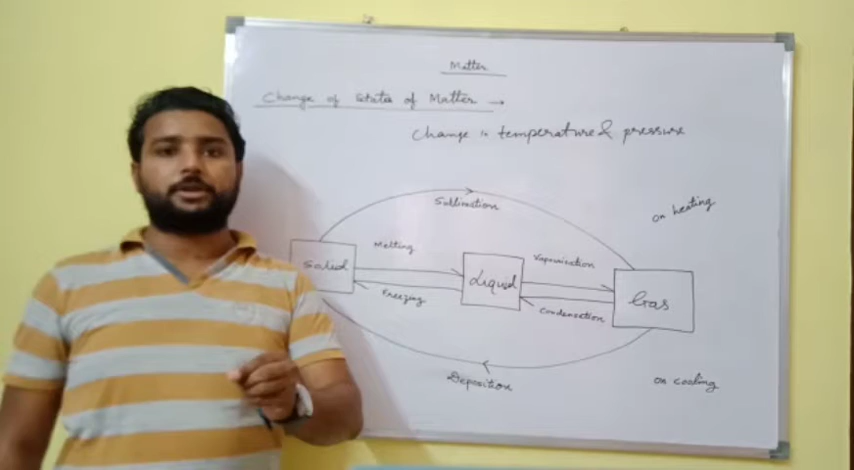 Matter
Change of States of Matter →
Change in temperature & pressure
on heating
Sublimation
Melting
Vaporisation
Solid
Liquid
Gas
Freezing
Condensation
Deposition
on cooling